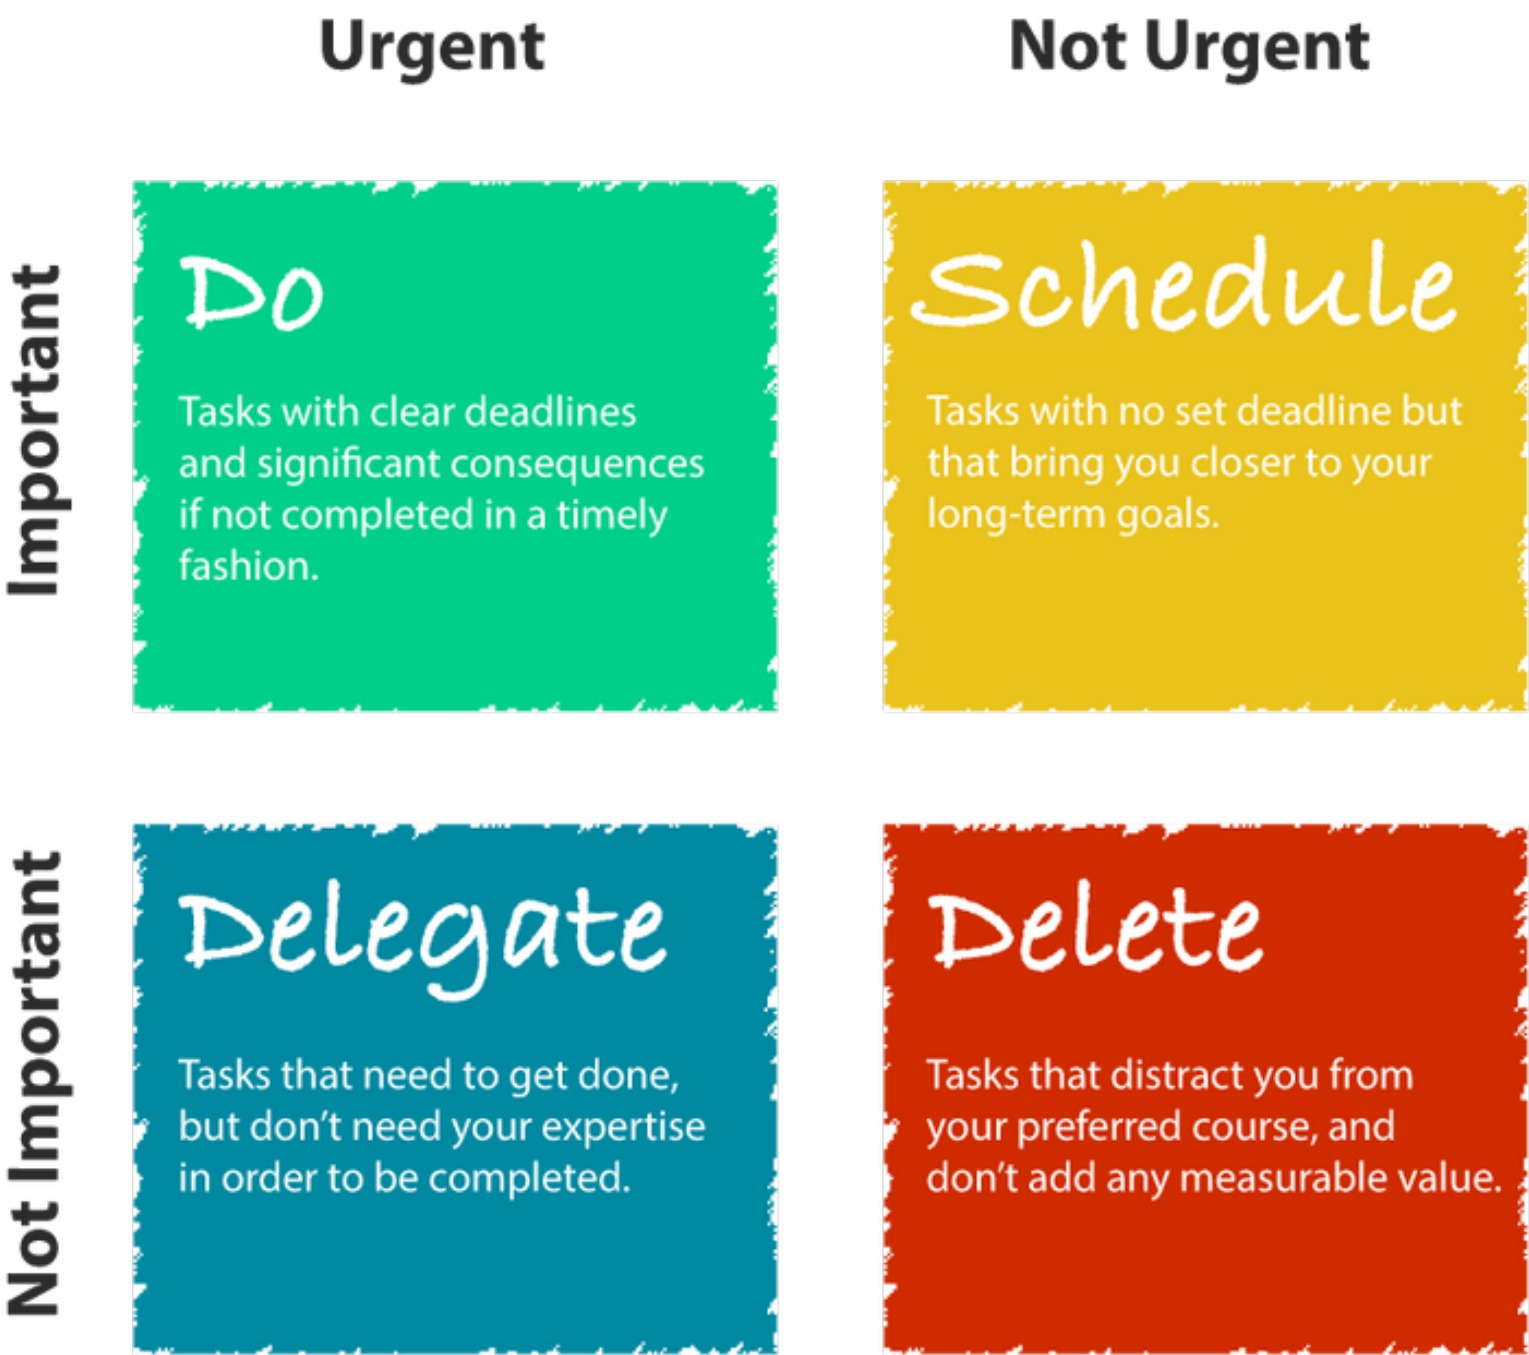 Urgent
Not Urgent
Important
Do
Tasks with clear deadlines
and significant consequences
if not completed in a timely
fashion.
Schedule
Tasks with no set deadline but
that bring you closer to your
long-term goals.
Not Important
Delegate
Tasks that need to get done,
but don’t need your expertise
in order to be completed.
Delete
Tasks that distract you from
your preferred course, and
don’t add any measurable value.